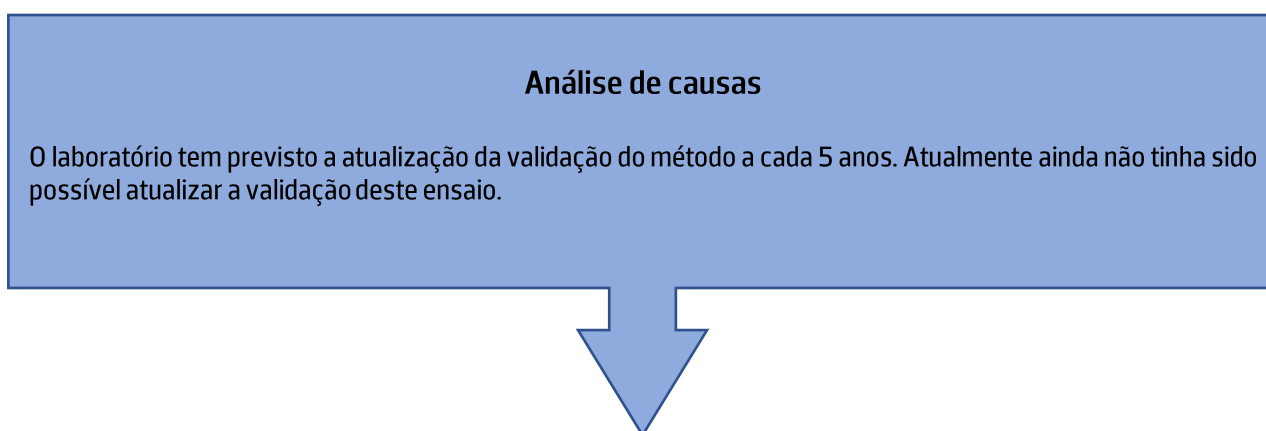 Análise de causas
O laboratório tem previsto a atualização da validação do método a cada 5 anos. Atualmente ainda não tinha sido
possível atualizar a validação deste ensaio.